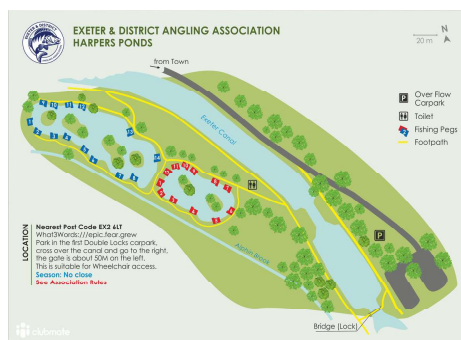 EXETER & DISTRICT ANGLING ASSOCIATION
HARPERS PONDS
20 m
N
from Town
Exeter Canal
P Over Flow
Carpark
Toilet
Fishing Pegs
Footpath
LOCATION
Nearest Post Code EX2 6LT
What3Words:///epic.fear.grew
Park in the first Double Locks carpark,
cross over the canal and go to the right,
the gate is about 50M on the left.
This is suitable for Wheelchair access.
Season: No close
See Association Rules
Brook
P
Bridge (Lock)
clubmate